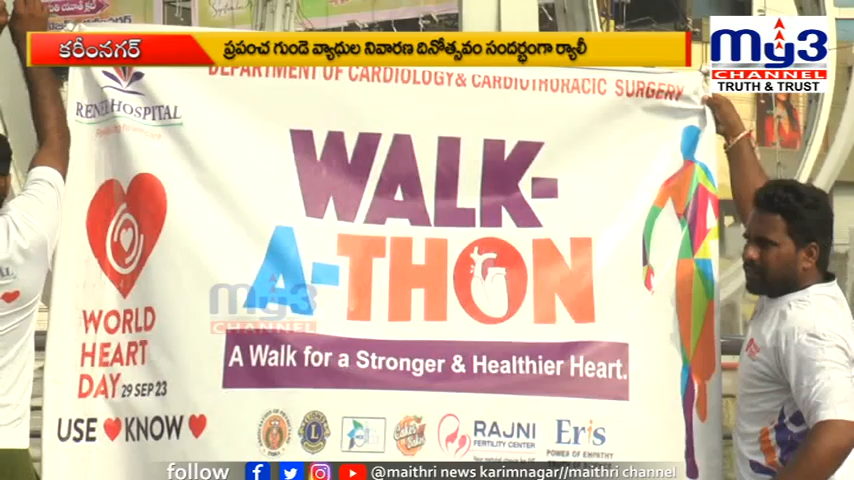 కరీంనగర్
ప్రపంచ గుండె వ్యాధుల నివారణ దినోత్సవం సందర్భంగా ర్యాలీ
my3
CHANNEL
TRUTH & TRUST
DEPARTMENT OF CARDIOLOGY & CARDIOTHORACIC SURGERY
RENE HOSPITAL
WALK-
A-THON
my3
CHANNEL
A Walk for a Stronger & Healthier Heart.
WORLD
HEART
DAY 29 SEP 23
USE KNOW
RAJNI
FERTILITY CENTER
Eris
POWER OF EMPATHY
follow @maithri news karimnagar//maithri channel